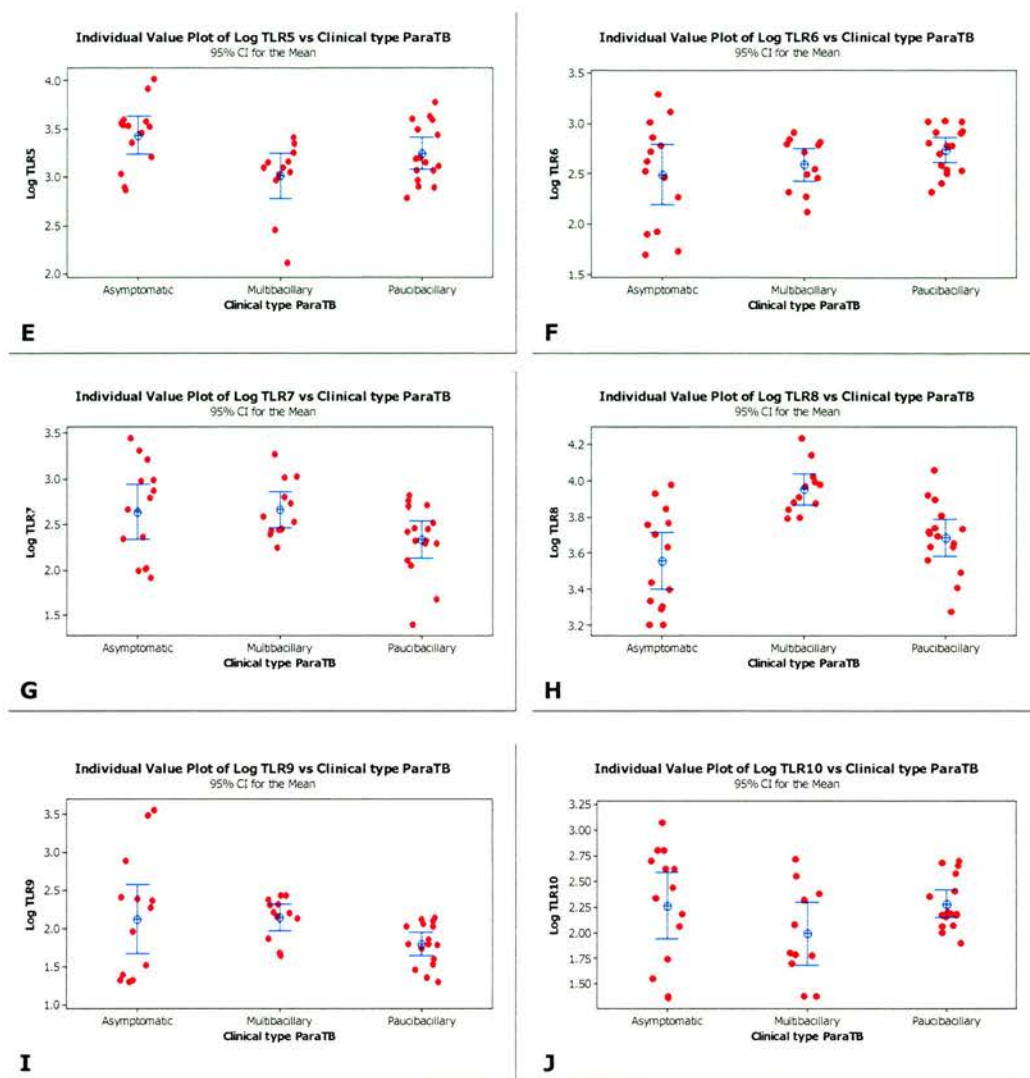 Individual Value Plot of Log TLR5 vs Clinical type ParaTB
95% CI for the Mean
4.0
3.5
3.0
2.5
2.0
Log TLR5
Asymptomatic Multibacillary Paucibacillary
Clinical type ParaTB
E
Individual Value Plot of Log TLR6 vs Clinical type ParaTB
95% CI for the Mean
3.5
3.0
2.5
2.0
1.5
Log TLR6
Asymptomatic Multibacillary Paucibacillary
Clinical type ParaTB
F
Individual Value Plot of Log TLR7 vs Clinical type ParaTB
95% CI for the Mean
3.5
3.0
2.5
2.0
1.5
Log TLR7
Asymptomatic Multibacillary Paucibacillary
Clinical type ParaTB
G
Individual Value Plot of Log TLR8 vs Clinical type ParaTB
95% CI for the Mean
4.2
4.0
3.8
3.6
3.4
3.2
Log TLR8
Asymptomatic Multibacillary Paucibacillary
Clinical type ParaTB
H
Individual Value Plot of Log TLR9 vs Clinical type ParaTB
95% CI for the Mean
3.5
3.0
2.5
2.0
1.5
1.0
Log TLR9
Asymptomatic Multibacillary Paucibacillary
Clinical type ParaTB
I
Individual Value Plot of Log TLR10 vs Clinical type ParaTB
95% CI for the Mean
3.25
3.00
2.75
2.50
2.25
2.00
1.75
1.50
Log TLR10
Asymptomatic Multibacillary Paucibacillary
Clinical type ParaTB
J